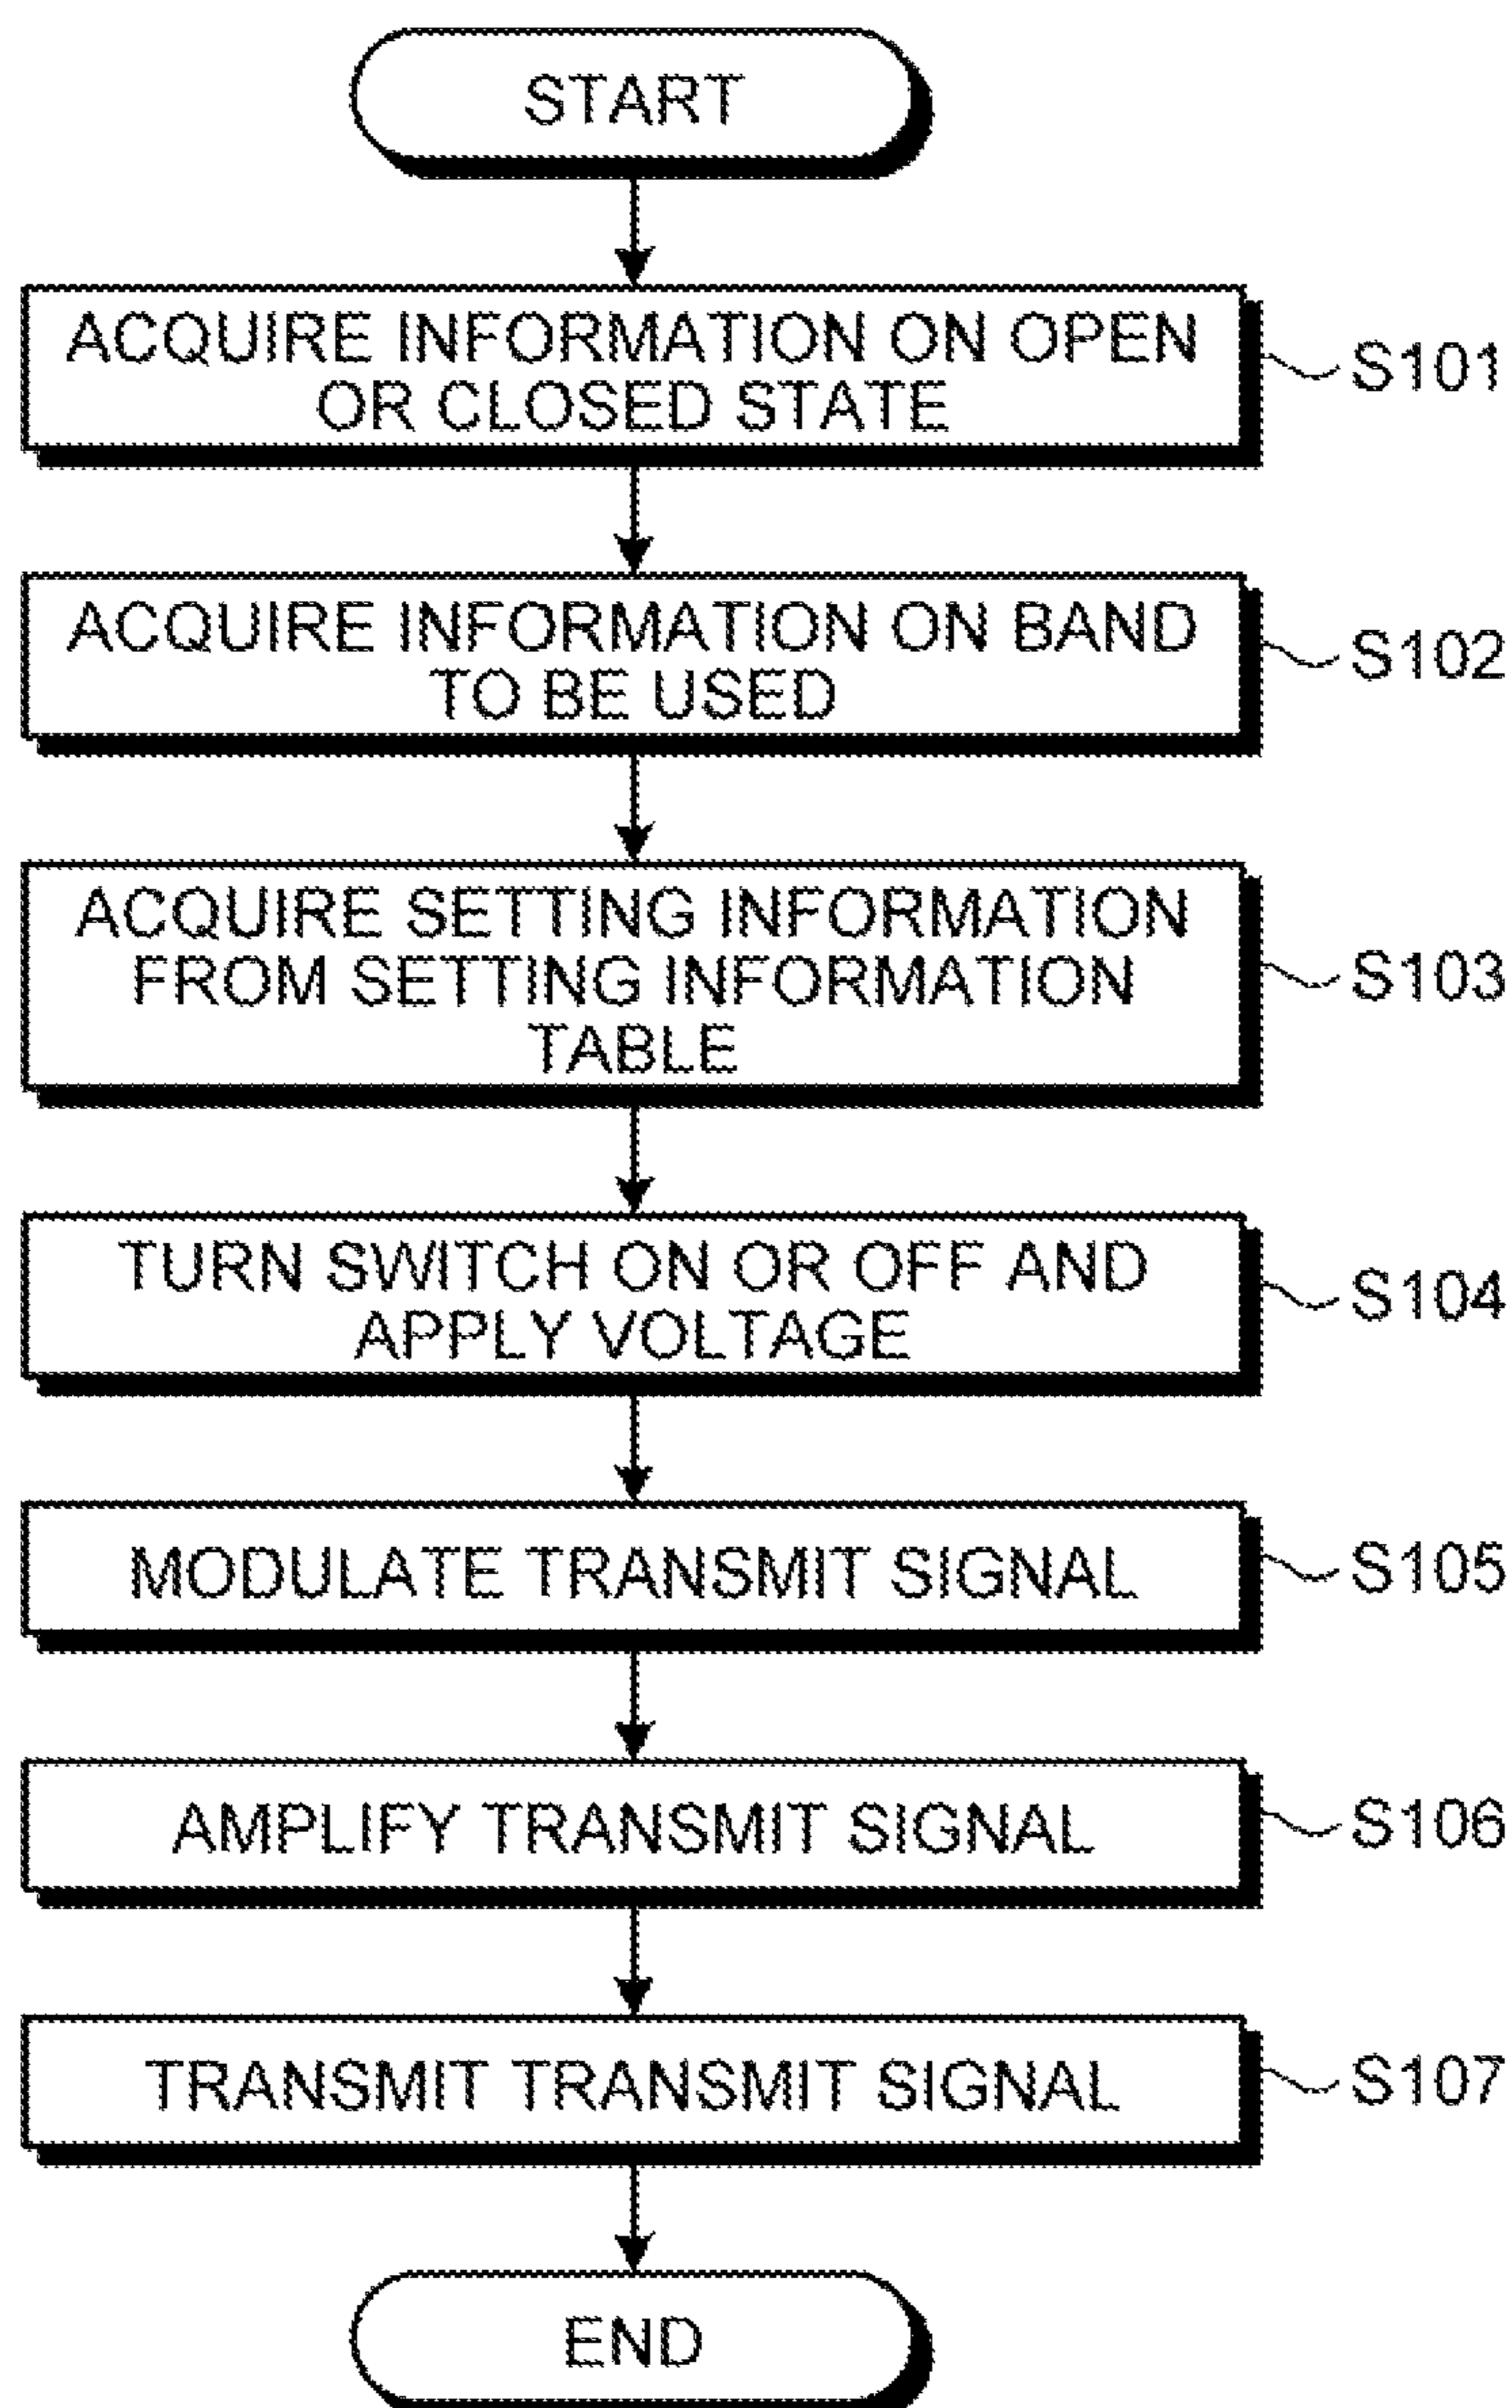 START
ACQUIRE INFORMATION ON OPEN
OR CLOSED STATE
S101
ACQUIRE INFORMATION ON BAND
TO BE USED
S102
ACQUIRE SETTING INFORMATION
FROM SETTING INFORMATION
TABLE
S103
TURN SWITCH ON OR OFF AND
APPLY VOLTAGE
S104
MODULATE TRANSMIT SIGNAL
S105
AMPLIFY TRANSMIT SIGNAL
S106
TRANSMIT TRANSMIT SIGNAL
S107
END